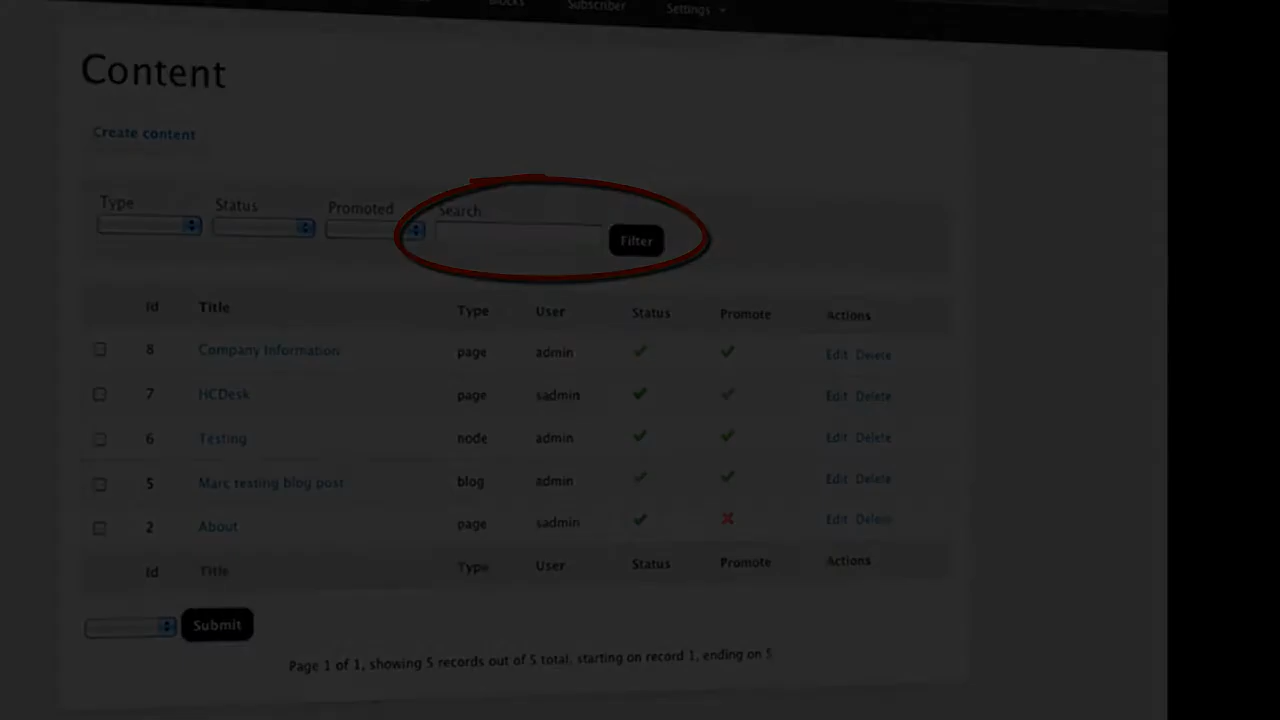 Blocks Subscriber Settings
Content
Create content
Type Status Promoted Search
Filter
Id Title Type User Status Promote Actions
8 Company Information page admin Edit Delete
7 HCDesk page sadmin Edit Delete
6 Testing node admin Edit Delete
5 Marc testing blog post blog admin Edit Delete
2 About page sadmin Edit Delete
Id Title Type User Status Promote Actions
Submit
Page 1 of 1, showing 5 records out of 5 total, starting on record 1, ending on 5